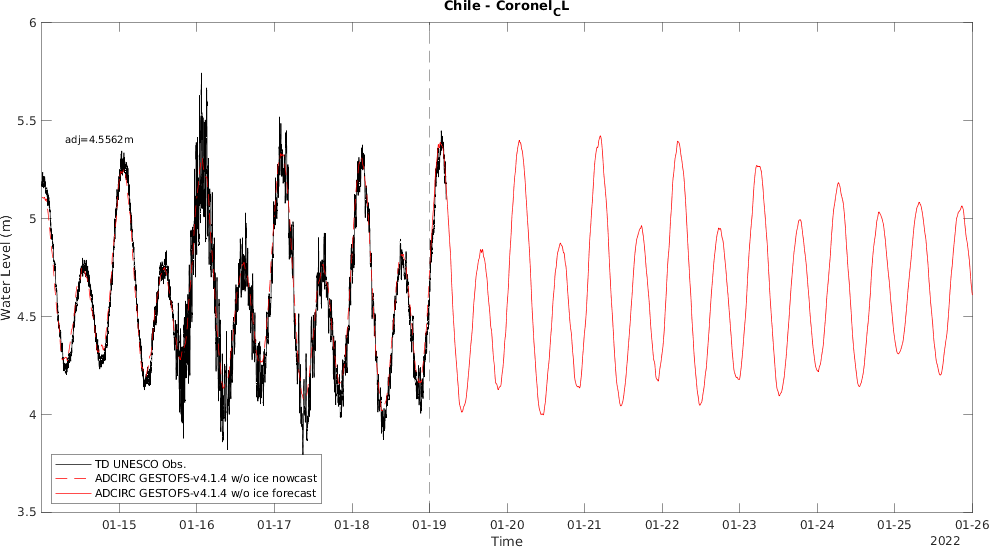 Chile - Coronel_CL
6
5.5
5
4.5
4
3.5
Water Level (m)
adj=4.5562m
TD UNESCO Obs.
ADCIRC GESTOFS-v4.1.4 w/o ice nowcast
ADCIRC GESTOFS-v4.1.4 w/o ice forecast
01-15 01-16 01-17 01-18 01-19 01-20 01-21 01-22 01-23 01-24 01-25 01-26
Time
2022